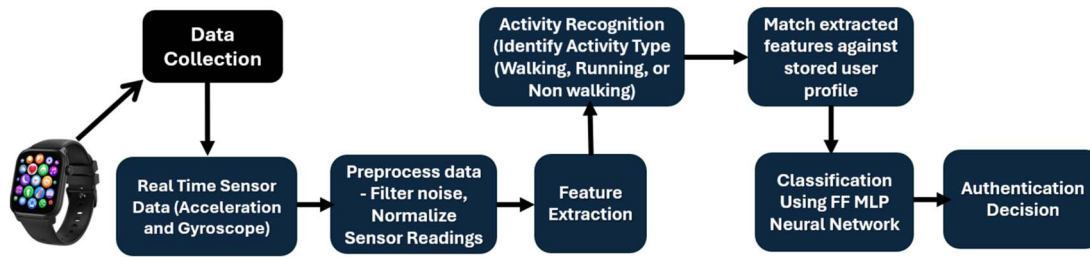 Data
Collection
Real Time Sensor
Data (Acceleration
and Gyroscope)
Preprocess data
- Filter noise,
Normalize
Sensor Readings
Feature
Extraction
Activity Recognition
(Identify Activity Type
(Walking, Running, or
Non walking)
Match extracted
features against
stored user
profile
Classification
Using FF MLP
Neural Network
Authentication
Decision